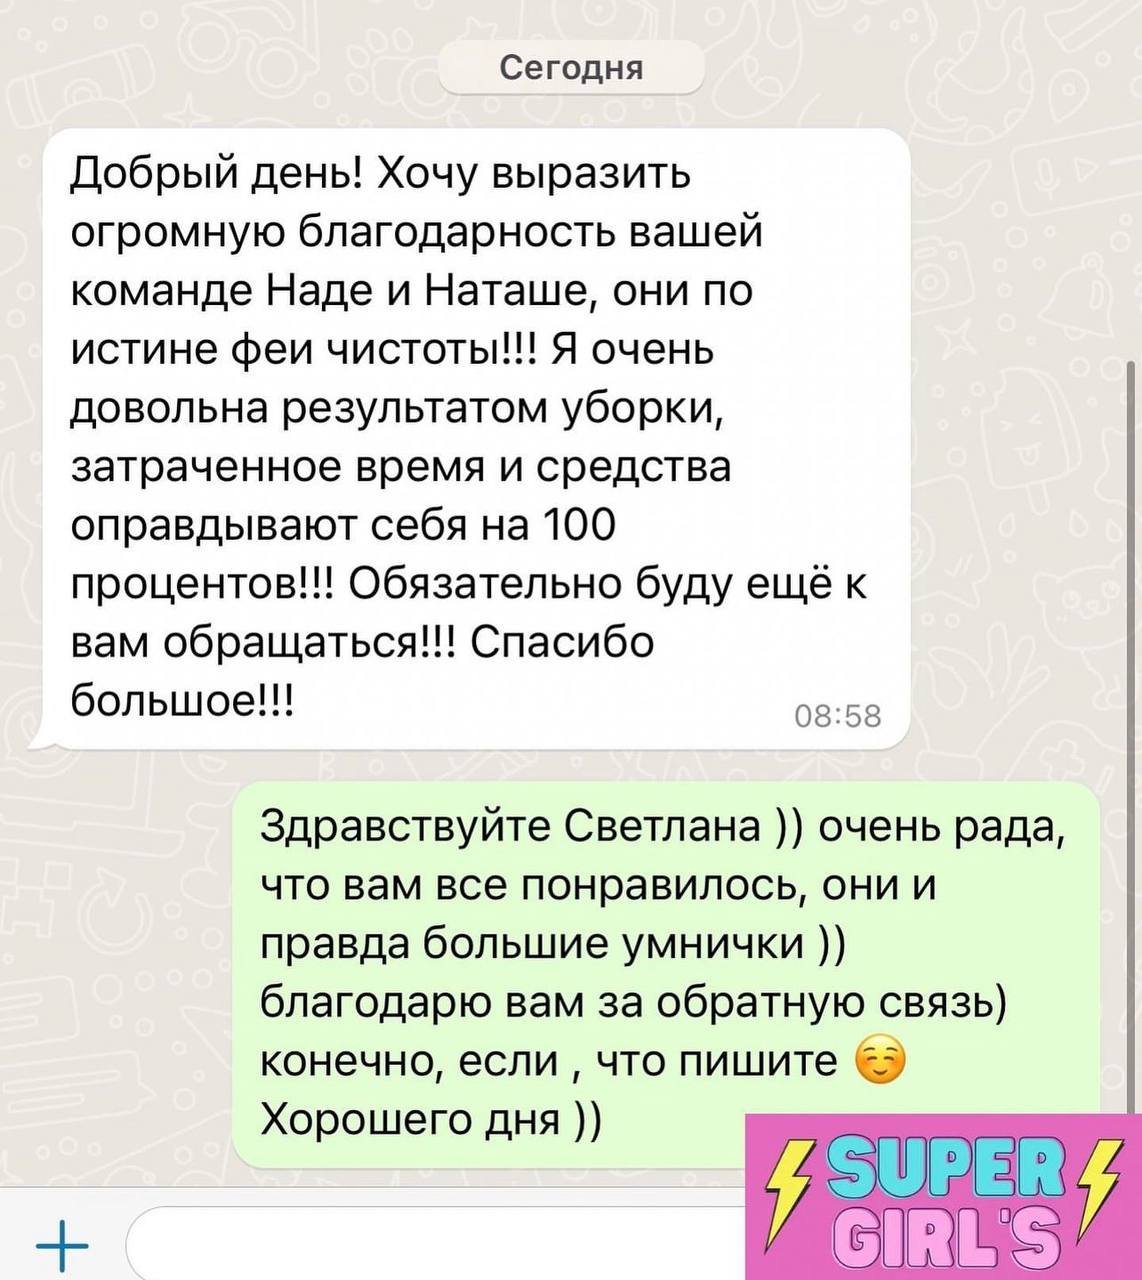 Сегодня
Добрый день! Хочу выразить
огромную благодарность вашей
команде Наде и Наташе, они по
истине феи чистоты!!! Я очень
довольна результатом уборки,
затраченное время и средства
оправдывают себя на 100
процентов!!! Обязательно буду ещё к
вам обращаться!!! Спасибо
большое!!!
08:58
Здравствуйте Светлана )) очень рада,
что вам все понравилось, они и
правда большие умнички ))
благодарю вам за обратную связь)
конечно, если , что пишите ☺️
Хорошего дня ))
SUPER
GIRL'S